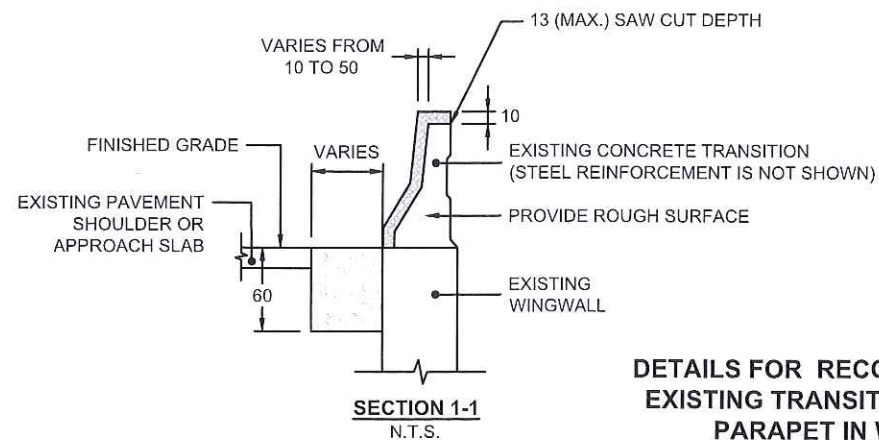 13 (MAX.) SAW CUT DEPTH
VARIES FROM
10 TO 50
10
FINISHED GRADE
VARIES
EXISTING CONCRETE TRANSITION
(STEEL REINFORCEMENT IS NOT SHOWN)
EXISTING PAVEMENT
SHOULDER OR
APPROACH SLAB
PROVIDE ROUGH SURFACE
60
EXISTING
WINGWALL
SECTION 1-1
N.T.S.
DETAILS FOR RECO
EXISTING TRANSIT
PARAPET IN